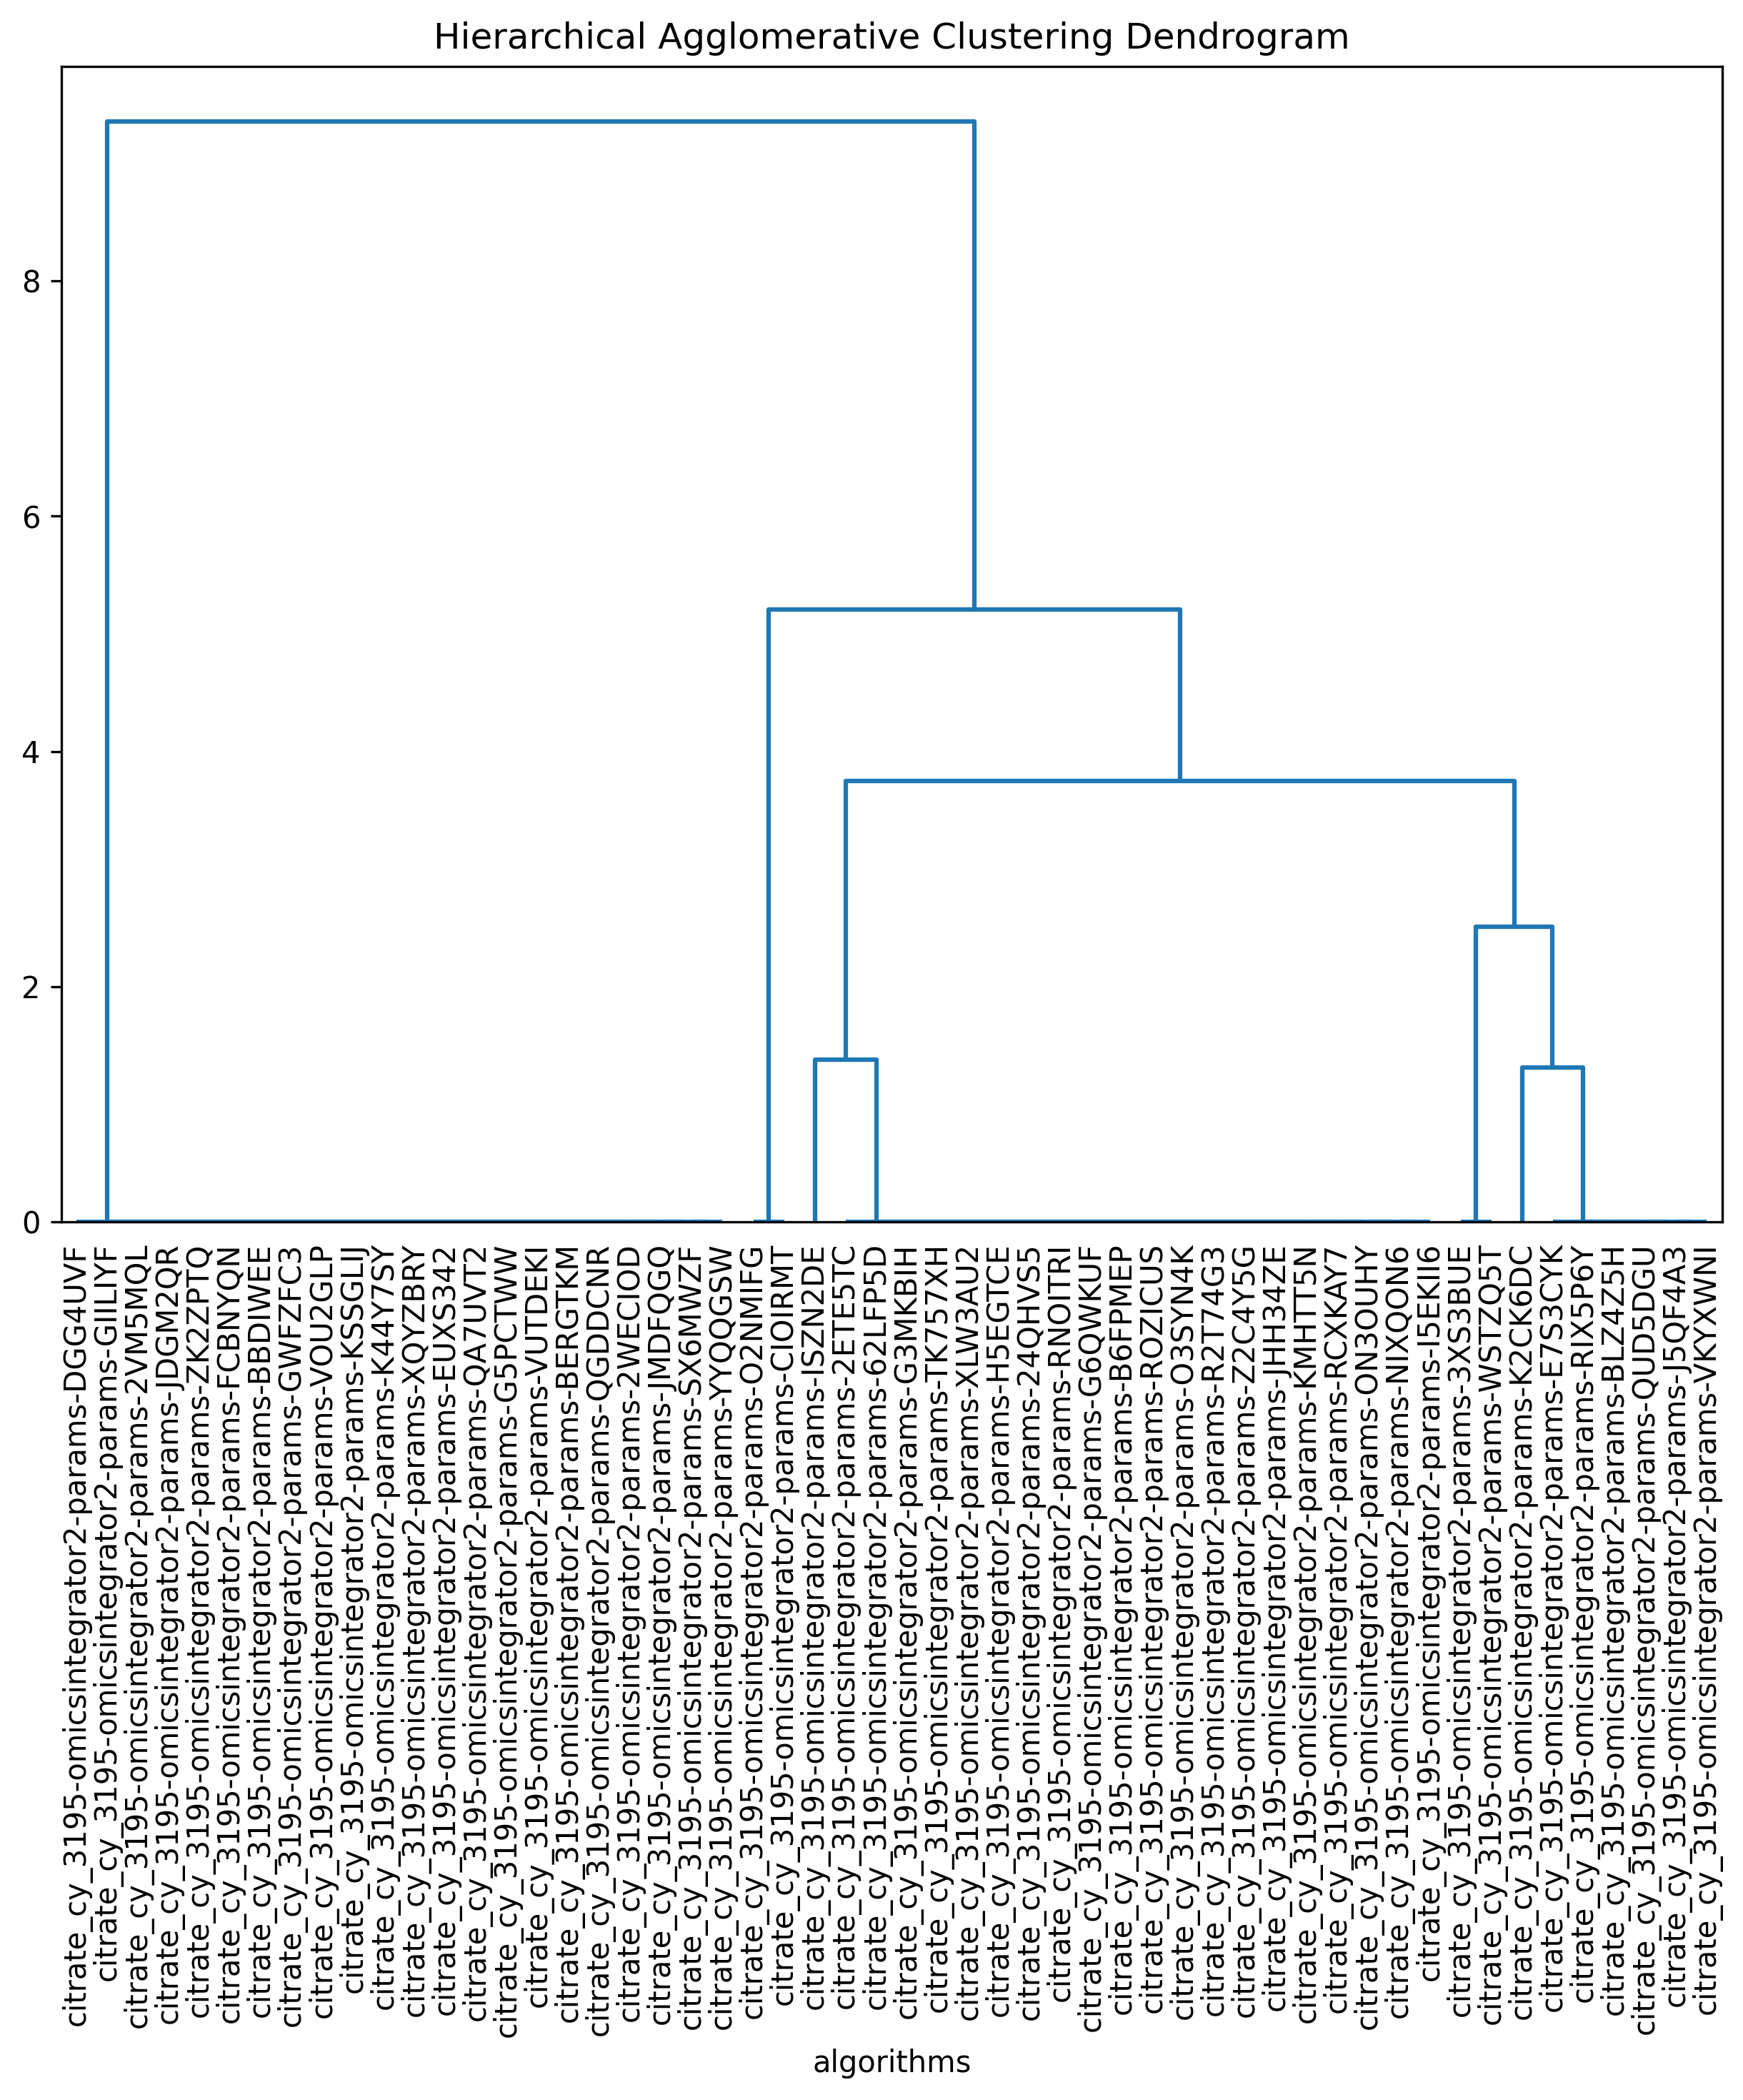 Hierarchical Agglomerative Clustering Dendrogram
8
6
4
2
0
citrate_cy_3195-omicsintegrator2-params-DGG4UVF
citrate_cy_3195-omicsintegrator2-params-GIILIYF
citrate_cy_3195-omicsintegrator2-params-2VM5MQL
citrate_cy_3195-omicsintegrator2-params-JDGM2QR
citrate_cy_3195-omicsintegrator2-params-ZK2ZPTQ
citrate_cy_3195-omicsintegrator2-params-FCBNYQN
citrate_cy_3195-omicsintegrator2-params-BBDIWEE
citrate_cy_3195-omicsintegrator2-params-GWFZFC3
citrate_cy_3195-omicsintegrator2-params-VOU2GLP
citrate_cy_3195-omicsintegrator2-params-KSSGLIJ
citrate_cy_3195-omicsintegrator2-params-K44Y7SY
citrate_cy_3195-omicsintegrator2-params-XQYZBRY
citrate_cy_3195-omicsintegrator2-params-EUXS342
citrate_cy_3195-omicsintegrator2-params-QA7UVT2
citrate_cy_3195-omicsintegrator2-params-G5PCTWW
citrate_cy_3195-omicsintegrator2-params-VUTDEKI
citrate_cy_3195-omicsintegrator2-params-BERGTKM
citrate_cy_3195-omicsintegrator2-params-QGDDCNR
citrate_cy_3195-omicsintegrator2-params-2WECIOD
citrate_cy_3195-omicsintegrator2-params-JMDFQGQ
citrate_cy_3195-omicsintegrator2-params-SX6MWZF
citrate_cy_3195-omicsintegrator2-params-YYQQGSW
citrate_cy_3195-omicsintegrator2-params-O2NMIFG
citrate_cy_3195-omicsintegrator2-params-CIOIRMT
citrate_cy_3195-omicsintegrator2-params-ISZN2DE
citrate_cy_3195-omicsintegrator2-params-2ETE5TC
citrate_cy_3195-omicsintegrator2-params-62LFP5D
citrate_cy_3195-omicsintegrator2-params-G3MKBIH
citrate_cy_3195-omicsintegrator2-params-TK757XH
citrate_cy_3195-omicsintegrator2-params-XLW3AU2
citrate_cy_3195-omicsintegrator2-params-H5EGTCE
citrate_cy_3195-omicsintegrator2-params-24QHVS5
citrate_cy_3195-omicsintegrator2-params-RNOITRI
citrate_cy_3195-omicsintegrator2-params-G6QWKUF
citrate_cy_3195-omicsintegrator2-params-B6FPMEP
citrate_cy_3195-omicsintegrator2-params-ROZICUS
citrate_cy_3195-omicsintegrator2-params-O3SYN4K
citrate_cy_3195-omicsintegrator2-params-R2T74G3
citrate_cy_3195-omicsintegrator2-params-Z2C4Y5G
citrate_cy_3195-omicsintegrator2-params-JHH34ZE
citrate_cy_3195-omicsintegrator2-params-KMHTT5N
citrate_cy_3195-omicsintegrator2-params-RCXKAY7
citrate_cy_3195-omicsintegrator2-params-ON3OUHY
citrate_cy_3195-omicsintegrator2-params-NIXQON6
citrate_cy_3195-omicsintegrator2-params-I5EKII6
citrate_cy_3195-omicsintegrator2-params-3XS3BUE
citrate_cy_3195-omicsintegrator2-params-WSTZQ5T
citrate_cy_3195-omicsintegrator2-params-K2CK6DC
citrate_cy_3195-omicsintegrator2-params-E7S3CYK
citrate_cy_3195-omicsintegrator2-params-RIX5P6Y
citrate_cy_3195-omicsintegrator2-params-BLZ4Z5H
citrate_cy_3195-omicsintegrator2-params-QUD5DGU
citrate_cy_3195-omicsintegrator2-params-J5QF4A3
citrate_cy_3195-omicsintegrator2-params-VKYXWNI
algorithms